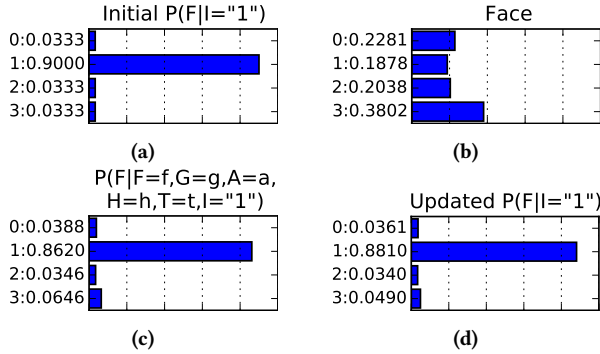 Initial P(F|I="1")
0:0.0333
1:0.9000
2:0.0333
3:0.0333
(a)
Face
0:0.2281
1:0.1878
2:0.2038
3:0.3802
(b)
P(F|F=f,G=g,A=a,
H=h,T=t,I="1")
0:0.0388
1:0.8620
2:0.0346
3:0.0646
(c)
Updated P(F|I="1")
0:0.0361
1:0.8810
2:0.0340
3:0.0490
(d)